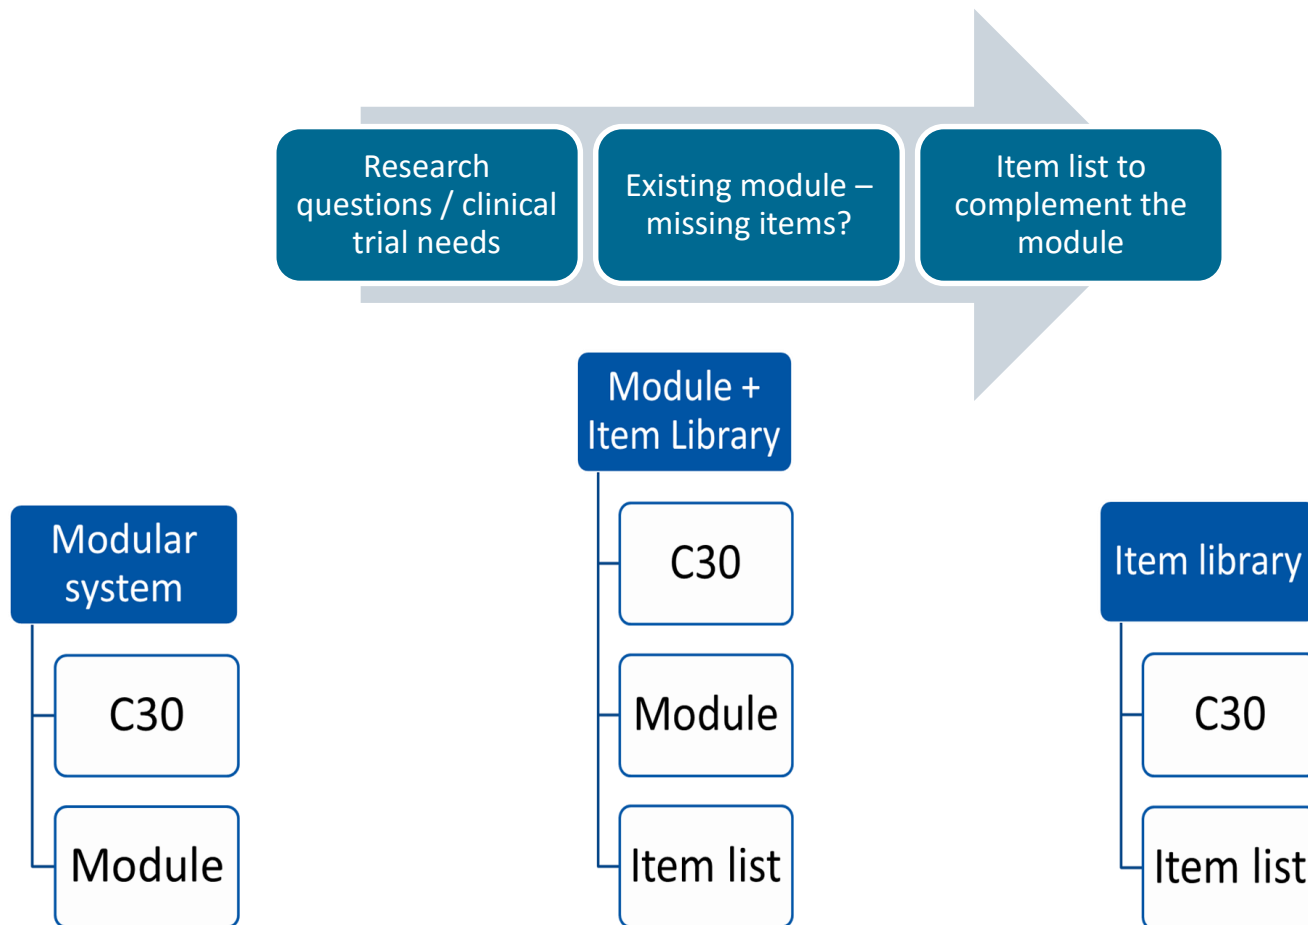 Research
questions / clinical
trial needs
Existing module –
missing items?
Item list to
complement the
module
Modular
system
C30
Module
Module +
Item Library
C30
Module
Item list
Item library
C30
Item list